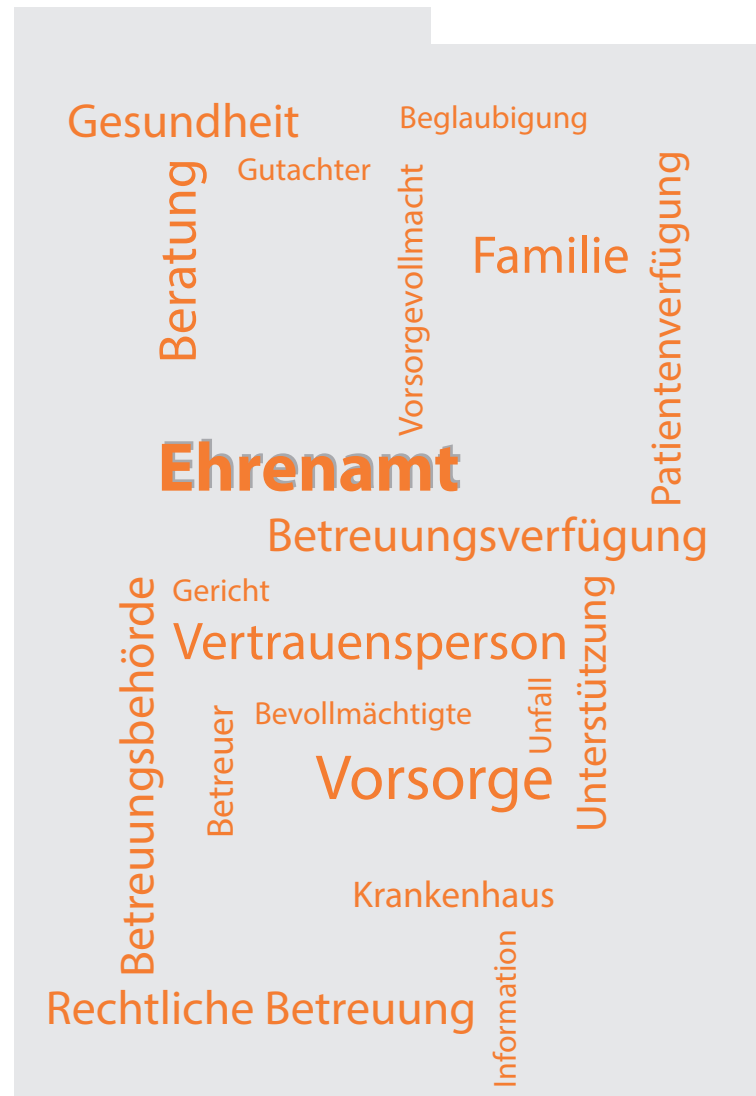 Gesundheit
Beglaubigung
Gutachter
Beratung
Vorsorgevollmacht
Familie
Patientenverfügung
Ehrenamt
Betreuungsverfügung
Gericht
Betreuungsbehörde
Vertrauensperson
Unterstützung
Unfall
Bevollmächtigte
Betreuer
Vorsorge
Krankenhaus
Information
Rechtliche Betreuung